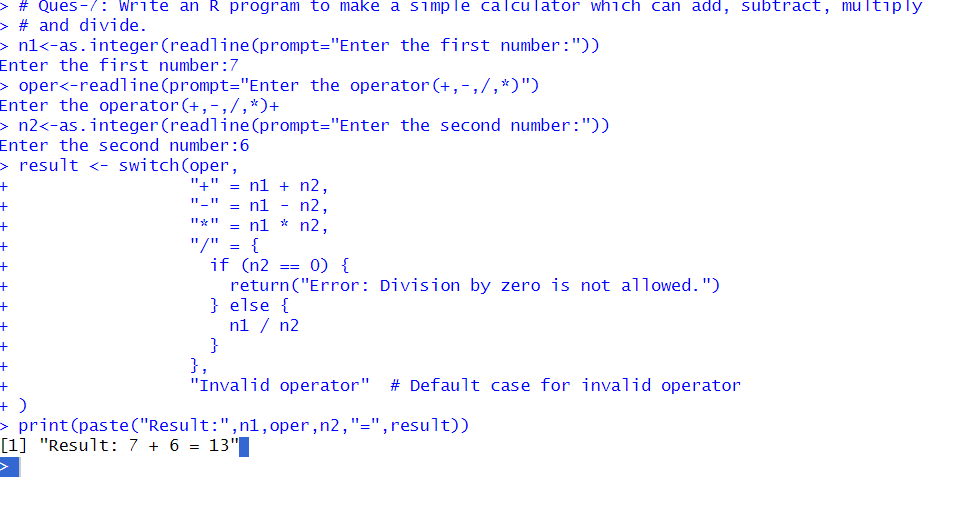 > # Ques-7: Write an R program to make a simple calculator which can add, subtract, multiply
> # and divide.
> n1<-as.integer(readline(prompt="Enter the first number:"))
Enter the first number:7
> oper<-readline(prompt="Enter the operator(+,-,/,*)")
Enter the operator(+,-,/,*)+
> n2<-as.integer(readline(prompt="Enter the second number:"))
Enter the second number:6
> result <- switch(oper,
+                  "+" = n1 + n2,
+                  "-" = n1 - n2,
+                  "*" = n1 * n2,
+                  "/" = {
+                    if (n2 == 0) {
+                      return("Error: Division by zero is not allowed.")
+                    } else {
+                      n1 / n2
+                    }
+                  },
+                  "Invalid operator"  # Default case for invalid operator
+ )
> print(paste("Result:",n1,oper,n2,"=",result))
[1] "Result: 7 + 6 = 13"
>